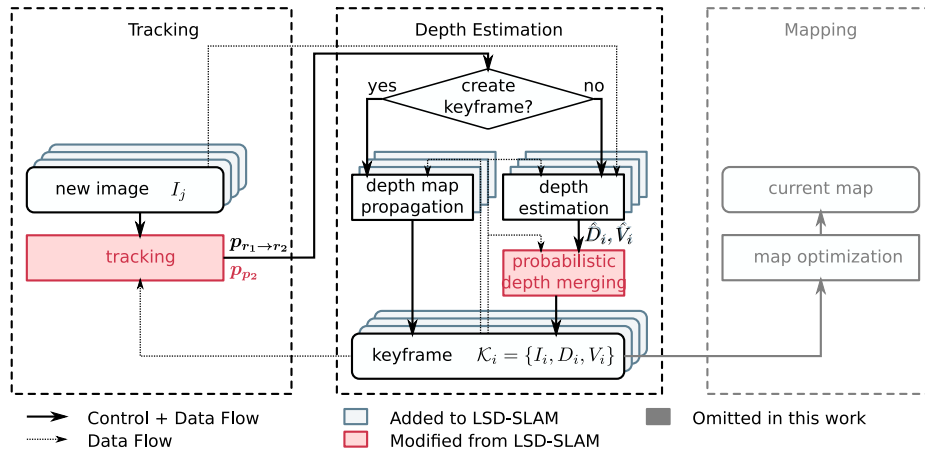 Tracking
Depth Estimation
Mapping
yes
create
keyframe?
no
new image I_j
depth map
propagation
depth
estimation
current map
D̂_i, V̂_i
p_{r_1→r_2}
tracking
p_{p_2}
probabilistic
depth merging
map optimization
keyframe 𝒦_i = {I_i, D_i, V_i}
Control + Data Flow
Data Flow
Added to LSD-SLAM
Modified from LSD-SLAM
Omitted in this work